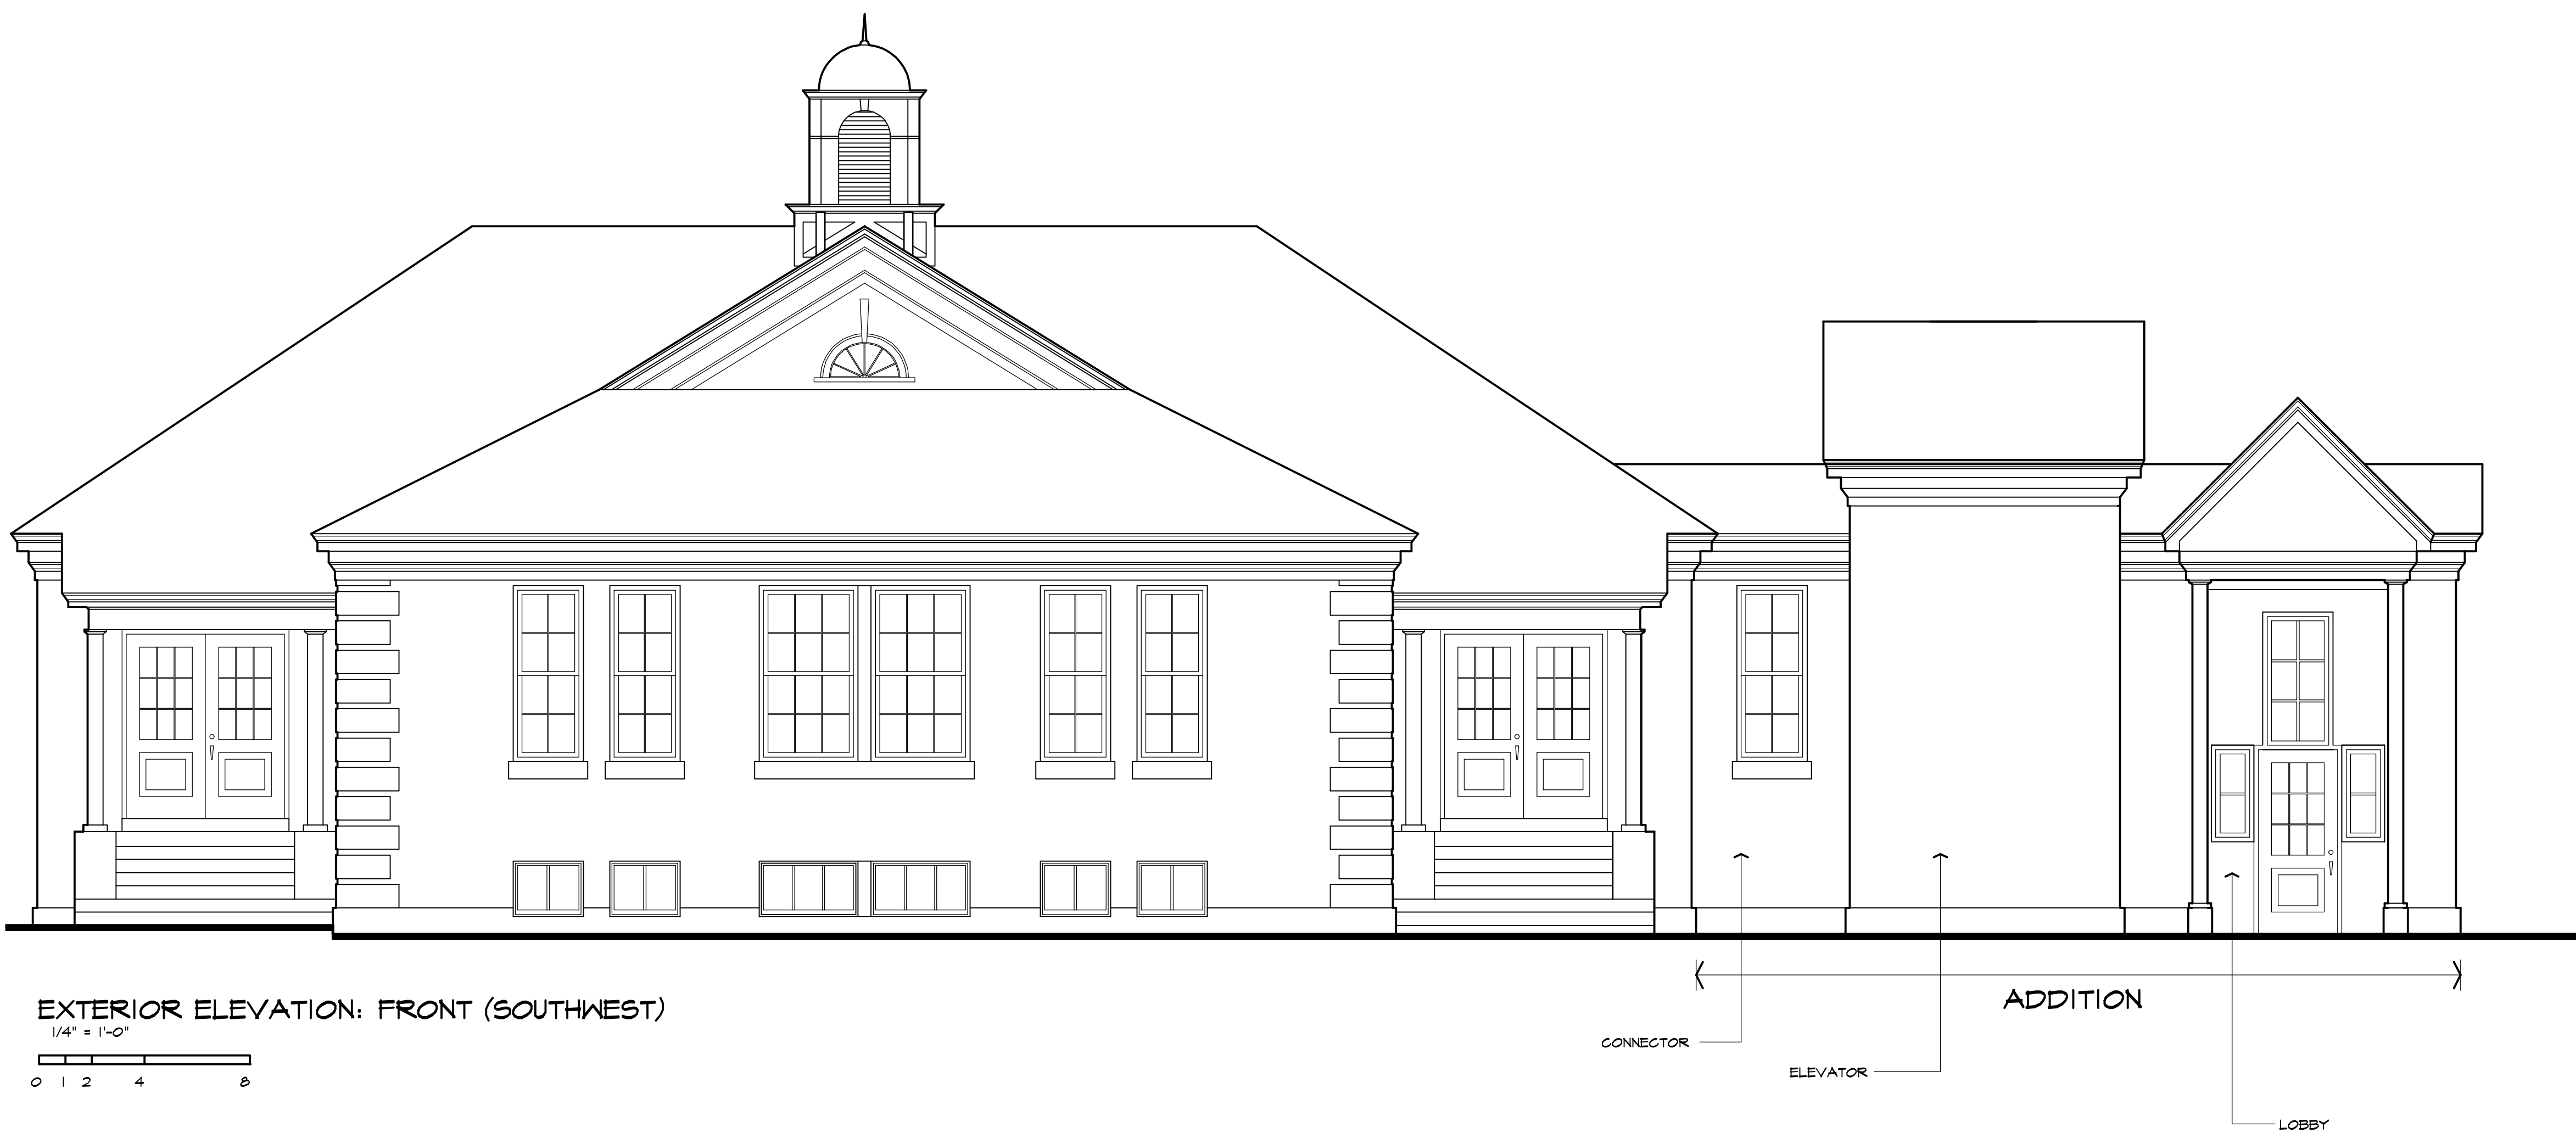 EXTERIOR ELEVATION: FRONT (SOUTHWEST)
1/4" = 1'-0"
0 1 2 4 8
ADDITION
CONNECTOR
ELEVATOR
LOBBY